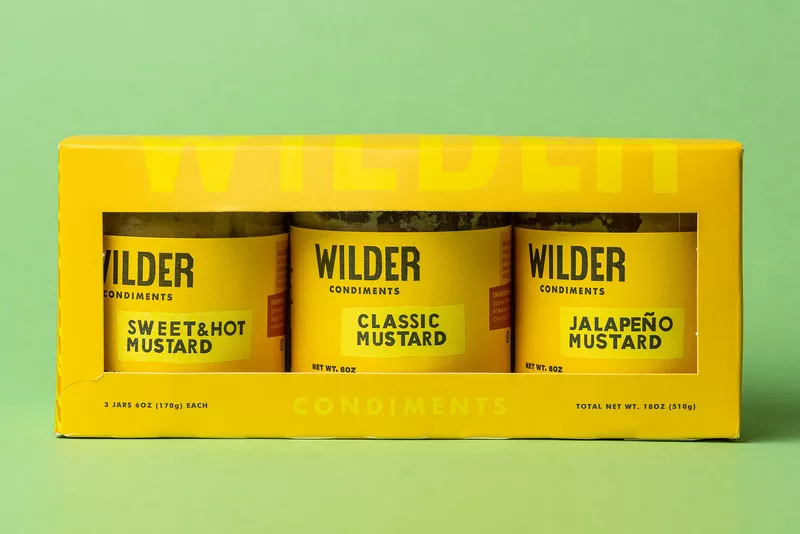 WILDER
WILDER
CONDIMENTS
SWEET&HOT
MUSTARD
WILDER
CONDIMENTS
CLASSIC
MUSTARD
NET WT. 6OZ
WILDER
CONDIMENTS
JALAPEÑO
MUSTARD
NET WT. 6OZ
3 JARS 6OZ (170g) EACH
CONDIMENTS
TOTAL NET WT. 18OZ (510g)